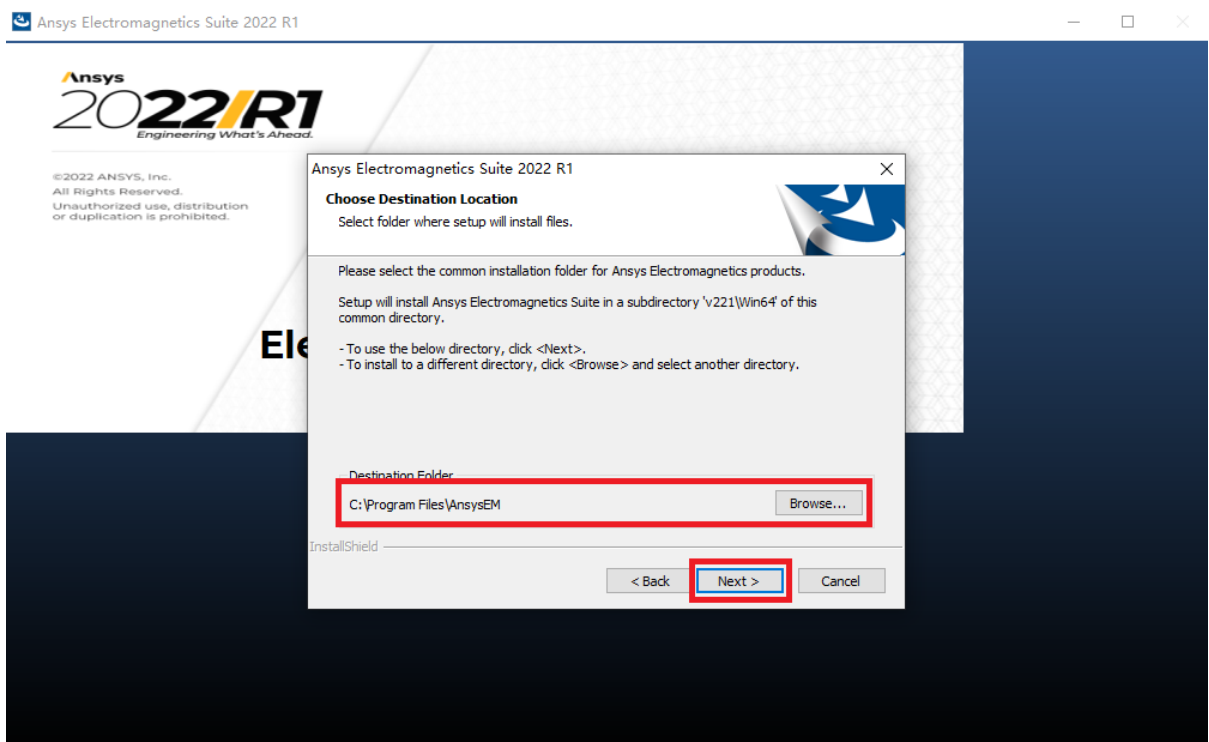 Ansys Electromagnetics Suite 2022 R1
Ansys
2022/R1
Engineering What's Ahead.
©2022 ANSYS, Inc.
All Rights Reserved.
Unauthorized use, distribution
or duplication is prohibited.
Ansys Electromagnetics Suite 2022 R1
Choose Destination Location
Select folder where setup will install files.
Please select the common installation folder for Ansys Electromagnetics products.
Setup will install Ansys Electromagnetics Suite in a subdirectory 'v221\Win64' of this
common directory.
- To use the below directory, click <Next>.
- To install to a different directory, click <Browse> and select another directory.
Ele
Destination Folder
C:\Program Files\AnsysEM
Browse...
InstallShield
< Back Next > Cancel